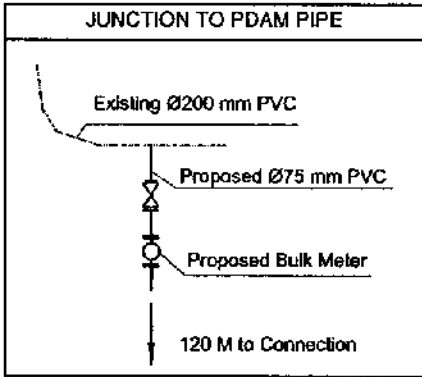 JUNCTION TO PDAM PIPE
Existing Ø200 mm PVC
Proposed Ø75 mm PVC
Proposed Bulk Meter
120 M to Connection